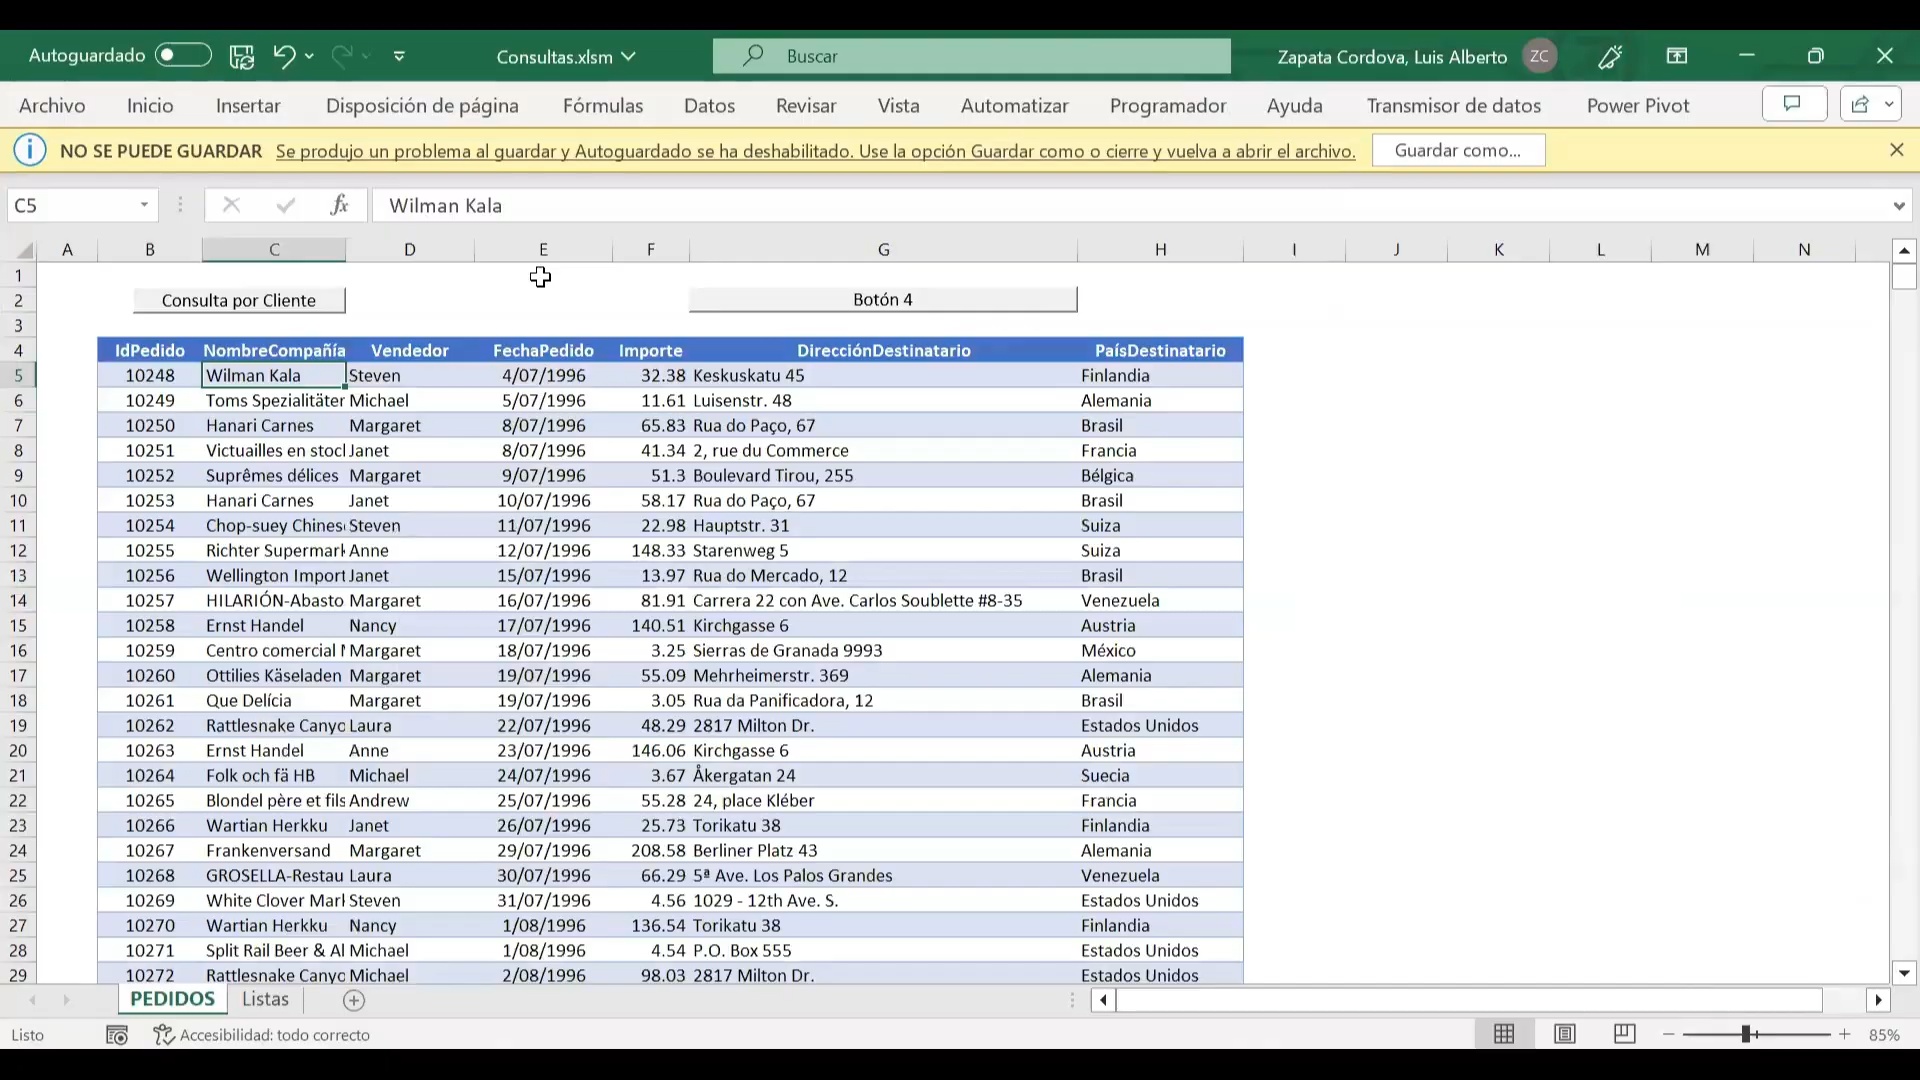 Autoguardado Consultas.xlsm Buscar Zapata Cordova, Luis Alberto ZC
Archivo Inicio Insertar Disposición de página Fórmulas Datos Revisar Vista Automatizar Programador Ayuda Transmisor de datos Power Pivot
NO SE PUEDE GUARDAR Se produjo un problema al guardar y Autoguardado se ha deshabilitado. Use la opción Guardar como o cierre y vuelva a abrir el archivo. Guardar como...
C5 fx Wilman Kala
A B C D E F G H I J K L M N
1
2 Consulta por Cliente Botón 4
3
4 IdPedido NombreCompañía Vendedor FechaPedido Importe DirecciónDestinatario PaísDestinatario
5 10248 Wilman Kala Steven 4/07/1996 32.38 Keskuskatu 45 Finlandia
6 10249 Toms Spezialitäten Michael 5/07/1996 11.61 Luisenstr. 48 Alemania
7 10250 Hanari Carnes Margaret 8/07/1996 65.83 Rua do Paço, 67 Brasil
8 10251 Victuailles en stoc Janet 8/07/1996 41.34 2, rue du Commerce Francia
9 10252 Suprêmes délices Margaret 9/07/1996 51.3 Boulevard Tirou, 255 Bélgica
10 10253 Hanari Carnes Janet 10/07/1996 58.17 Rua do Paço, 67 Brasil
11 10254 Chop-suey Chines Steven 11/07/1996 22.98 Hauptstr. 31 Suiza
12 10255 Richter Supermark Anne 12/07/1996 148.33 Starenweg 5 Suiza
13 10256 Wellington Import Janet 15/07/1996 13.97 Rua do Mercado, 12 Brasil
14 10257 HILARIÓN-Abasto Margaret 16/07/1996 81.91 Carrera 22 con Ave. Carlos Soublette #8-35 Venezuela
15 10258 Ernst Handel Nancy 17/07/1996 140.51 Kirchgasse 6 Austria
16 10259 Centro comercial Margaret 18/07/1996 3.25 Sierras de Granada 9993 México
17 10260 Ottilies Käseladen Margaret 19/07/1996 55.09 Mehrheimerstr. 369 Alemania
18 10261 Que Delícia Margaret 19/07/1996 3.05 Rua da Panificadora, 12 Brasil
19 10262 Rattlesnake Canyo Laura 22/07/1996 48.29 2817 Milton Dr. Estados Unidos
20 10263 Ernst Handel Anne 23/07/1996 146.06 Kirchgasse 6 Austria
21 10264 Folk och fä HB Michael 24/07/1996 3.67 Åkergatan 24 Suecia
22 10265 Blondel père et fils Andrew 25/07/1996 55.28 24, place Kléber Francia
23 10266 Wartian Herkku Janet 26/07/1996 25.73 Torikatu 38 Finlandia
24 10267 Frankenversand Margaret 29/07/1996 208.58 Berliner Platz 43 Alemania
25 10268 GROSELLA-Restau Laura 30/07/1996 66.29 5ª Ave. Los Palos Grandes Venezuela
26 10269 White Clover Mar Steven 31/07/1996 4.56 1029 - 12th Ave. S. Estados Unidos
27 10270 Wartian Herkku Nancy 1/08/1996 136.54 Torikatu 38 Finlandia
28 10271 Split Rail Beer & Al Michael 1/08/1996 4.54 P.O. Box 555 Estados Unidos
29 10272 Rattlesnake Canyo Michael 2/08/1996 98.03 2817 Milton Dr. Estados Unidos
PEDIDOS Listas
Listo Accesibilidad: todo correcto 85%